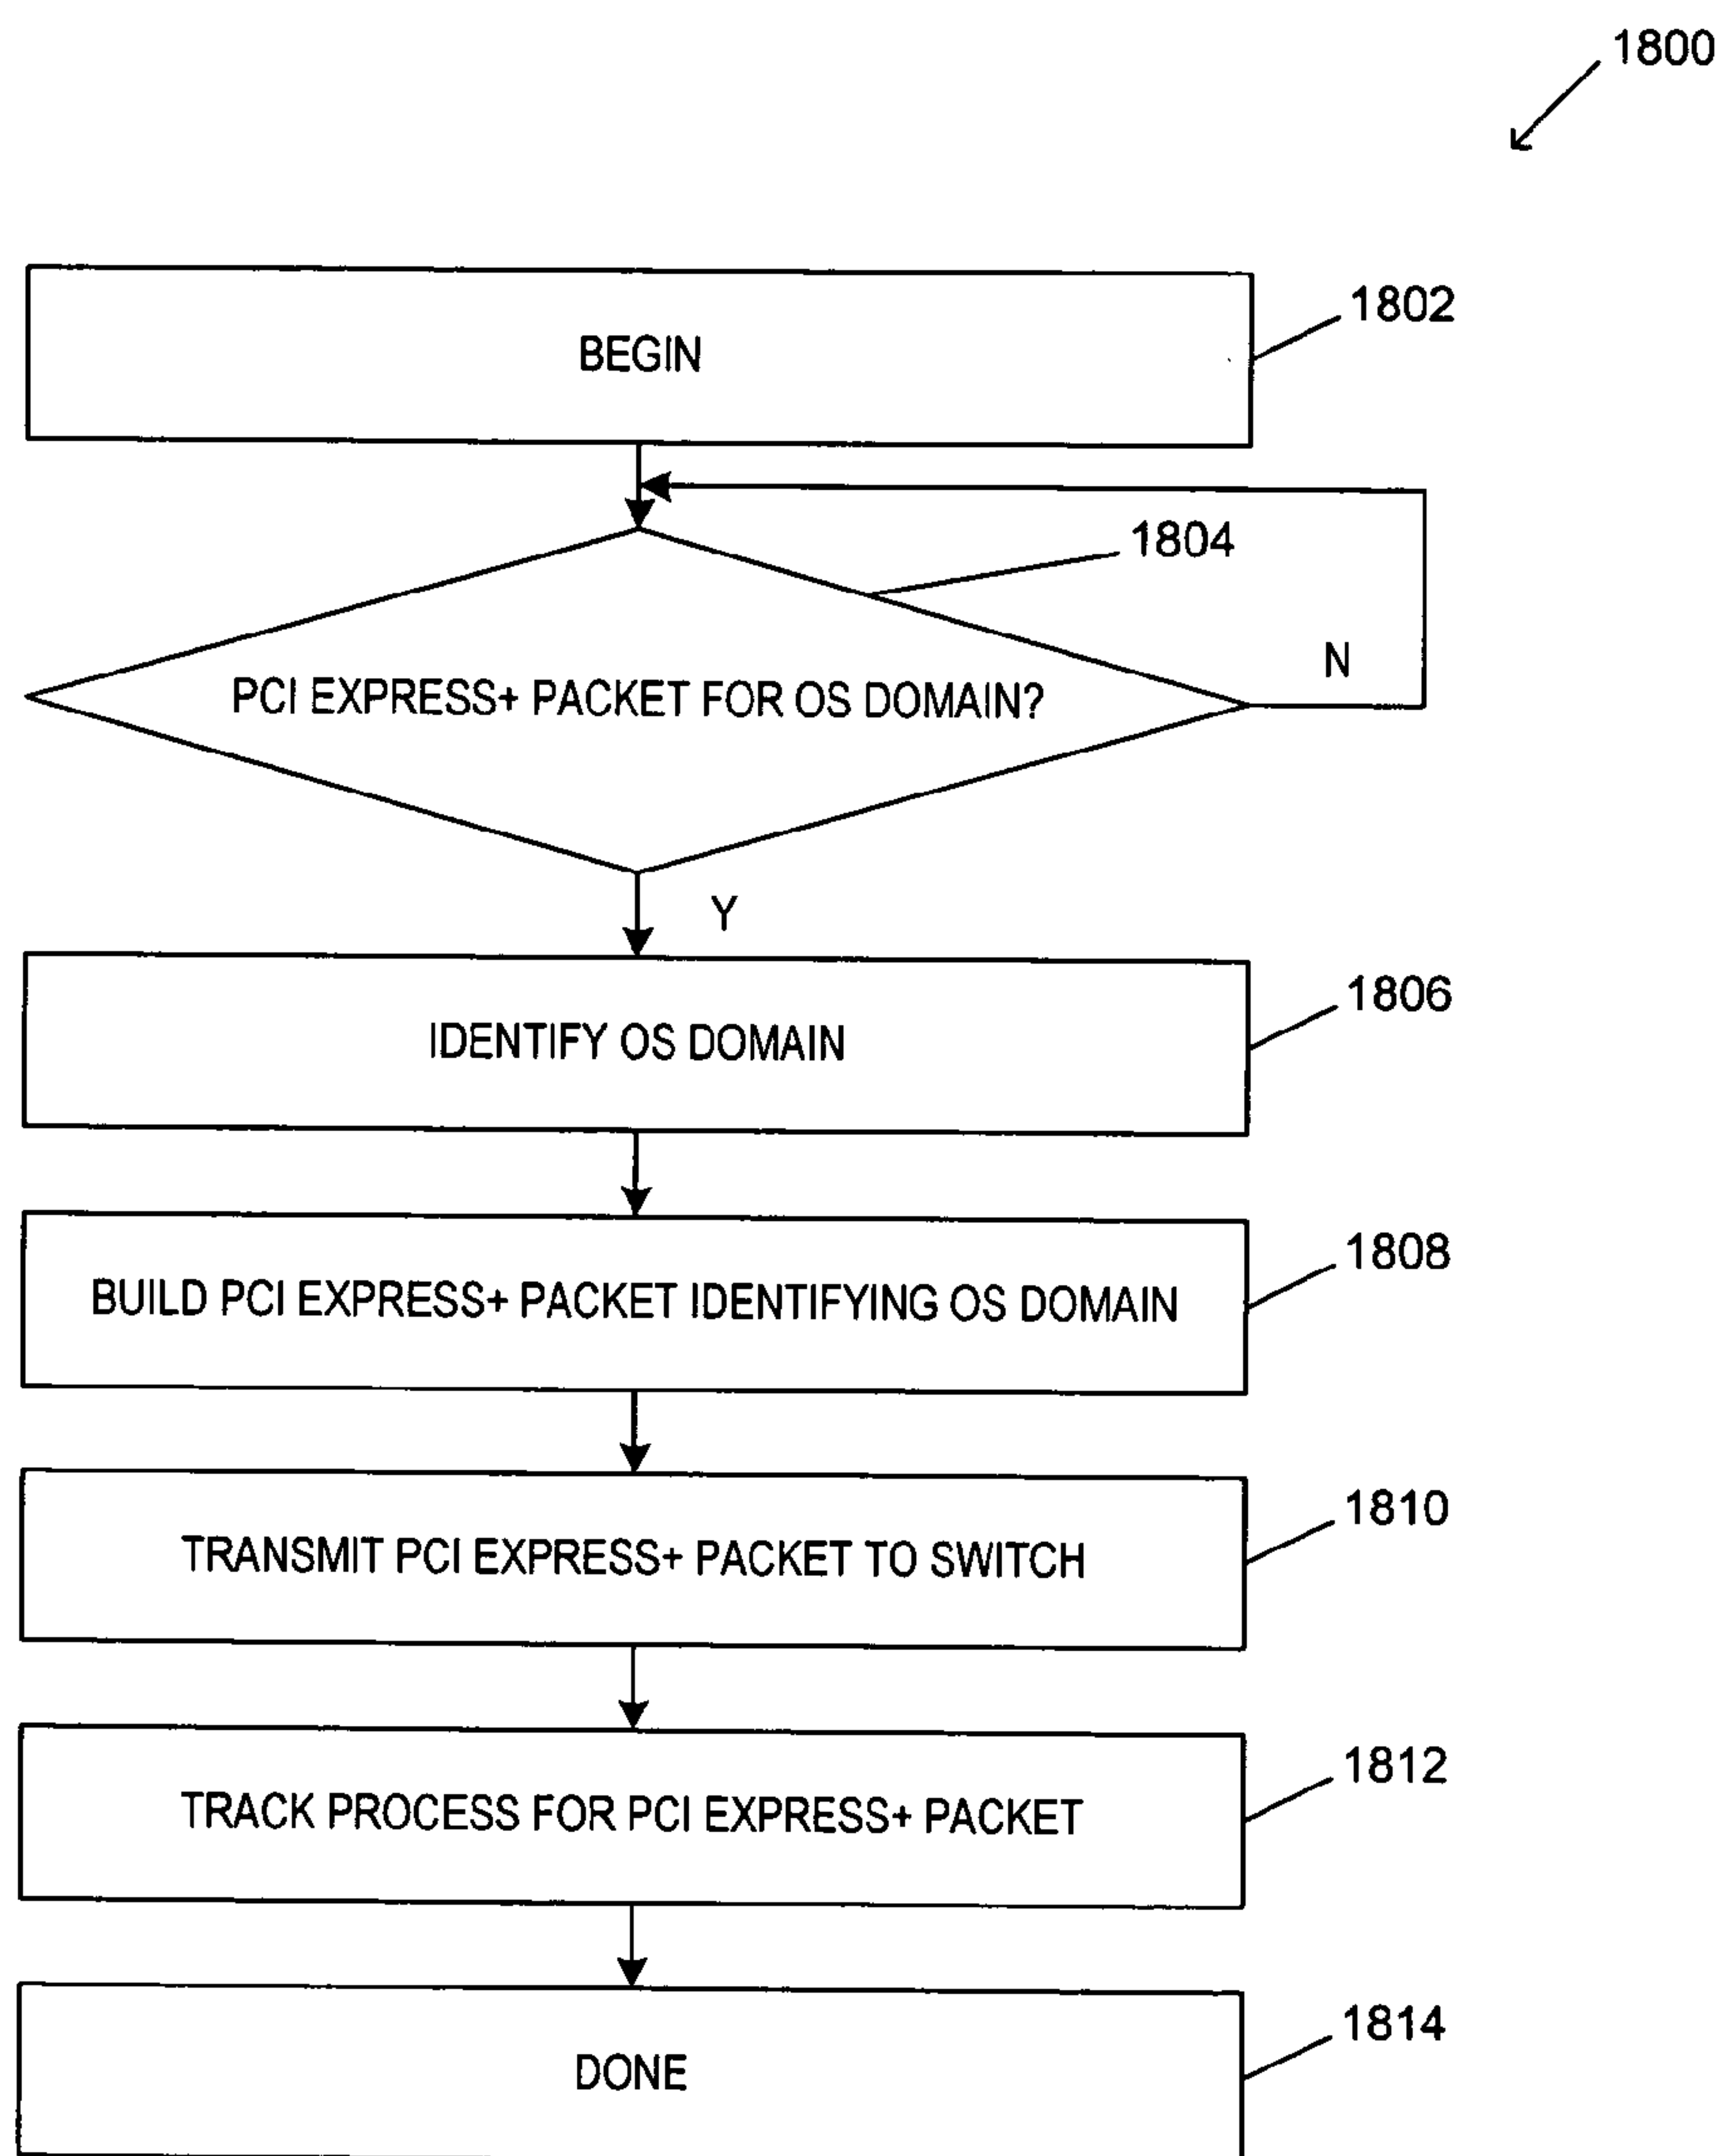 1800
BEGIN
1802
1804
PCI EXPRESS+ PACKET FOR OS DOMAIN?
N
Y
IDENTIFY OS DOMAIN
1806
BUILD PCI EXPRESS+ PACKET IDENTIFYING OS DOMAIN
1808
TRANSMIT PCI EXPRESS+ PACKET TO SWITCH
1810
TRACK PROCESS FOR PCI EXPRESS+ PACKET
1812
DONE
1814